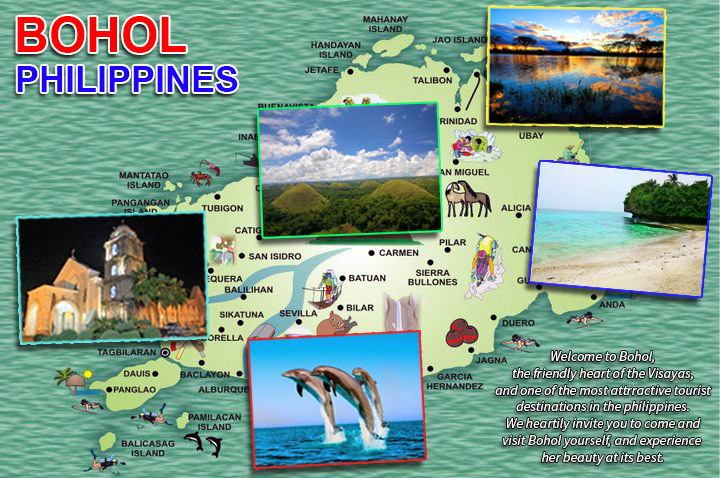 BOHOL
PHILIPPINES
MAHANAY
ISLAND
HANDAYAN
ISLAND
JAO ISLAND
JETAFE
TALIBON
BUENAVISTA
RINIDAD
UBAY
INAB
AN MIGUEL
MANTATAO
ISLAND
PANGANGAN
ISLAND
TUBIGON
ALICIA
CATIG
SAN ISIDRO
CARMEN
PILAR
CAN
SIERRA
BULLONES
EQUERA
BATUAN
BALILIHAN
GU
ANDA
SIKATUNA
SEVILLA
BILAR
DUERO
ORELLA
TAGBILARAN
JAGNA
DAUIS
BACLAYON
GARCIA
HERNANDEZ
PANGLAO
ALBURQUE
PAMILACAN
ISLAND
BALICASAG
ISLAND
Welcome to Bohol,
the friendly heart of the Visayas,
and one of the most attrractive tourist
destinations in the philippines.
We heartily invite you to come and
visit Bohol yourself, and experience
her beauty at its best.